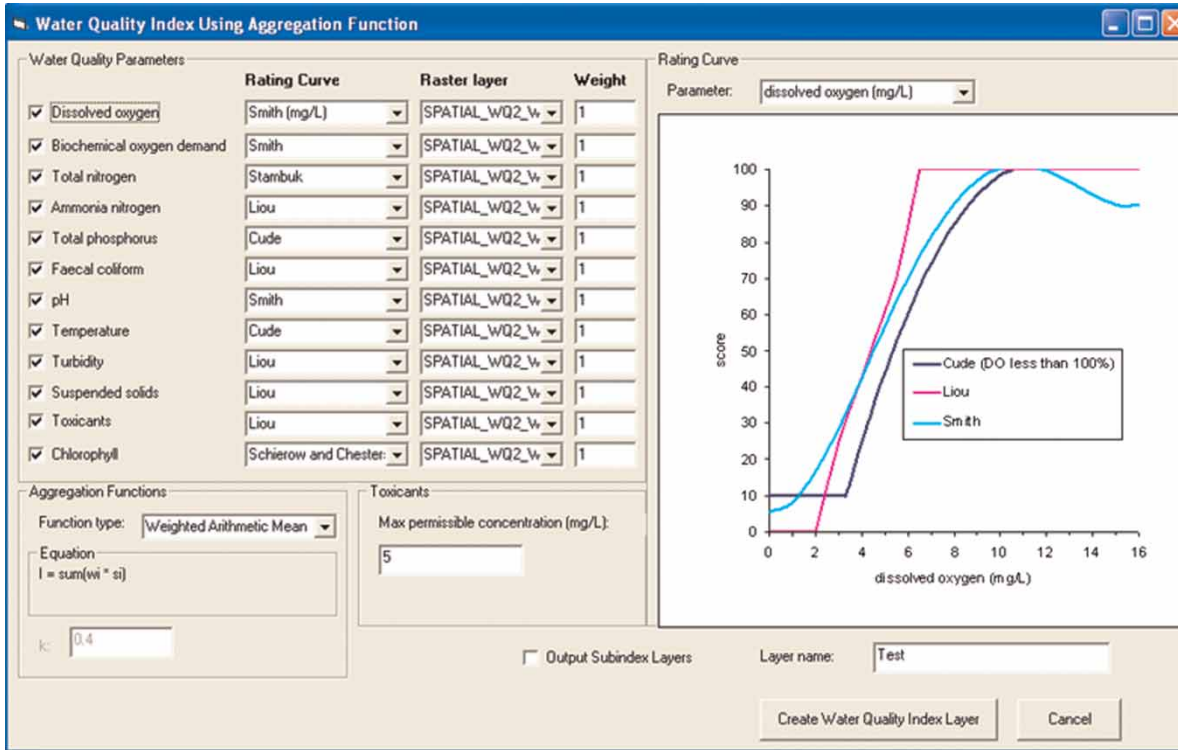 Water Quality Index Using Aggregation Function
Water Quality Parameters
Rating Curve Raster layer Weight
Dissolved oxygen Smith (mg/L) SPATIAL_WQ2_W 1
Biochemical oxygen demand Smith SPATIAL_WQ2_W 1
Total nitrogen Stambuk SPATIAL_WQ2_W 1
Ammonia nitrogen Liou SPATIAL_WQ2_W 1
Total phosphorus Cude SPATIAL_WQ2_W 1
Faecal coliform Liou SPATIAL_WQ2_W 1
pH Smith SPATIAL_WQ2_W 1
Temperature Cude SPATIAL_WQ2_W 1
Turbidity Liou SPATIAL_WQ2_W 1
Suspended solids Liou SPATIAL_WQ2_W 1
Toxicants Liou SPATIAL_WQ2_W 1
Chlorophyll Schierow and Chester: SPATIAL_WQ2_W 1
Aggregation Functions
Function type: Weighted Arithmetic Mean
Equation
I = sum(wi * si)
k: 0.4
Toxicants
Max permissible concentration (mg/L):
5
Rating Curve
Parameter: dissolved oxygen (mg/L)
100
90
80
70
60
50
40
30
20
10
0
score
0 2 4 6 8 10 12 14 16
dissolved oxygen (mg/L)
Cude (DO less than 100%)
Liou
Smith
Output Subindex Layers
Layer name: Test
Create Water Quality Index Layer
Cancel